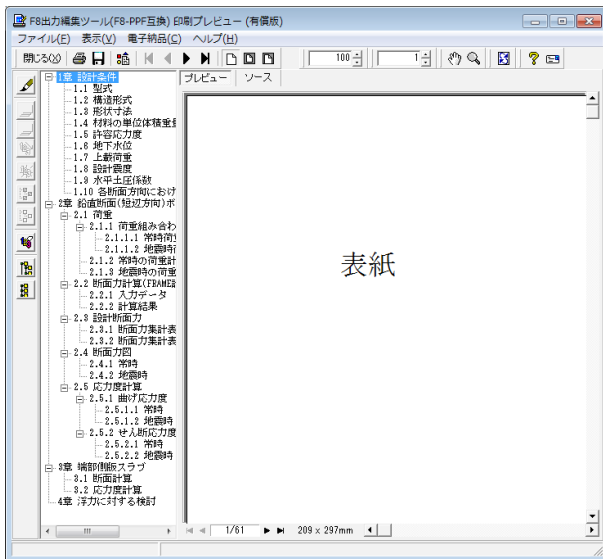 F8出力編集ツール(F8-PPF互換) 印刷プレビュー (有償版)
ファイル(F) 表示(V) 電子納品(C) ヘルプ(H)
閉じる(X) 100 1
プレビュー ソース
1章 設計条件
1.1 型式
1.2 構造形式
1.3 形状寸法
1.4 材料の単位体積重量
1.5 許容応力度
1.6 地下水位
1.7 上載荷重
1.8 設計震度
1.9 水平土圧係数
1.10 各断面方向におけ
2章 鉛直断面(短辺方向)ボ
2.1 荷重
2.1.1 荷重組み合わ
2.1.1.1 常時荷重
2.1.1.2 地震時荷
2.1.2 常時の荷重計
2.1.3 地震時の荷重
2.2 断面力計算(FRAME計
2.2.1 入力データ
2.2.2 計算結果
2.3 設計断面力
2.3.1 断面力集計表
2.3.2 断面力集計表
2.4 断面力図
2.4.1 常時
2.4.2 地震時
2.5 応力度計算
2.5.1 曲げ応力度
2.5.1.1 常時
2.5.1.2 地震時
2.5.2 せん断応力度
2.5.2.1 常時
2.5.2.2 地震時
3章 端部側版スラブ
3.1 断面計算
3.2 応力度計算
4章 浮力に対する検討
表紙
1/61 209 x 297mm